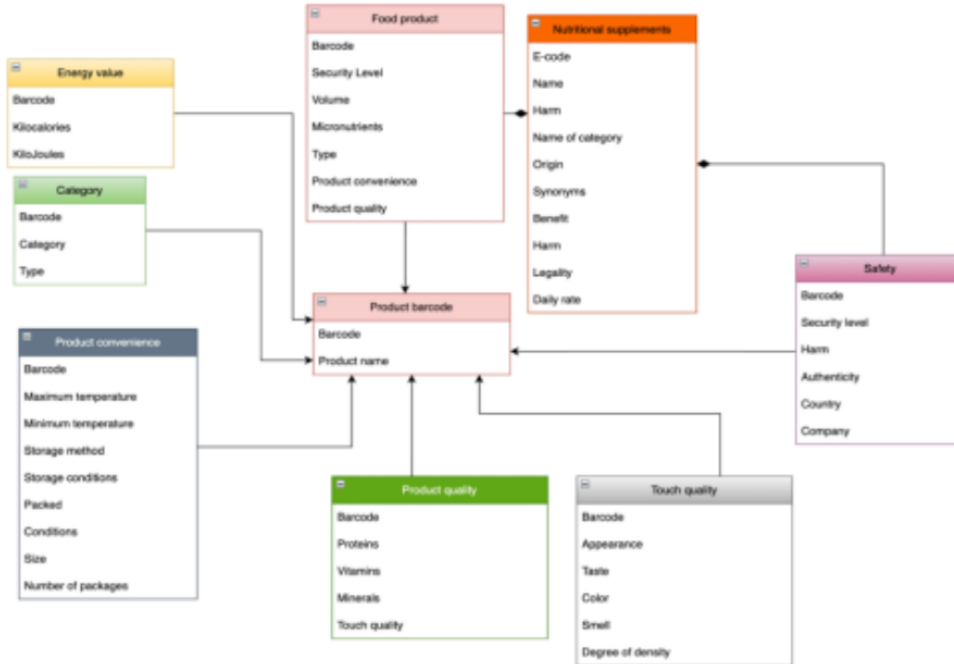 Food product
Barcode
Security Level
Volume
Micronutrients
Type
Product convenience
Product quality
Nutritional supplements
E-code
Name
Harm
Name of category
Origin
Synonyms
Benefit
Harm
Legality
Daily rate
Energy value
Barcode
Kilocalories
KiloJoules
Category
Barcode
Category
Type
Safety
Barcode
Security level
Harm
Authenticity
Country
Company
Product barcode
Barcode
Product name
Product convenience
Barcode
Maximum temperature
Minimum temperature
Storage method
Storage conditions
Packed
Conditions
Size
Number of packages
Product quality
Barcode
Proteins
Vitamins
Minerals
Touch quality
Touch quality
Barcode
Appearance
Taste
Color
Smell
Degree of density